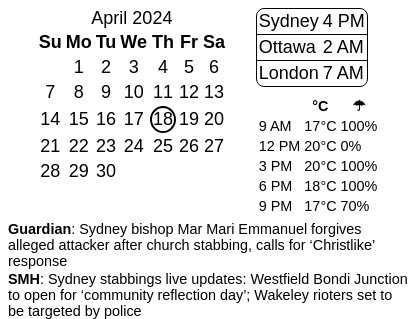 April 2024
Su Mo Tu We Th Fr Sa
1 2 3 4 5 6
7 8 9 10 11 12 13
14 15 16 17 18 19 20
21 22 23 24 25 26 27
28 29 30
Sydney 4 PM
Ottawa 2 AM
London 7 AM
°C ☂
9 AM 17°C 100%
12 PM 20°C 0%
3 PM 20°C 100%
6 PM 18°C 100%
9 PM 17°C 70%
Guardian: Sydney bishop Mar Mari Emmanuel forgives
alleged attacker after church stabbing, calls for ‘Christlike’
response
SMH: Sydney stabbings live updates: Westfield Bondi Junction
to open for ‘community reflection day’; Wakeley rioters set to
be targeted by police